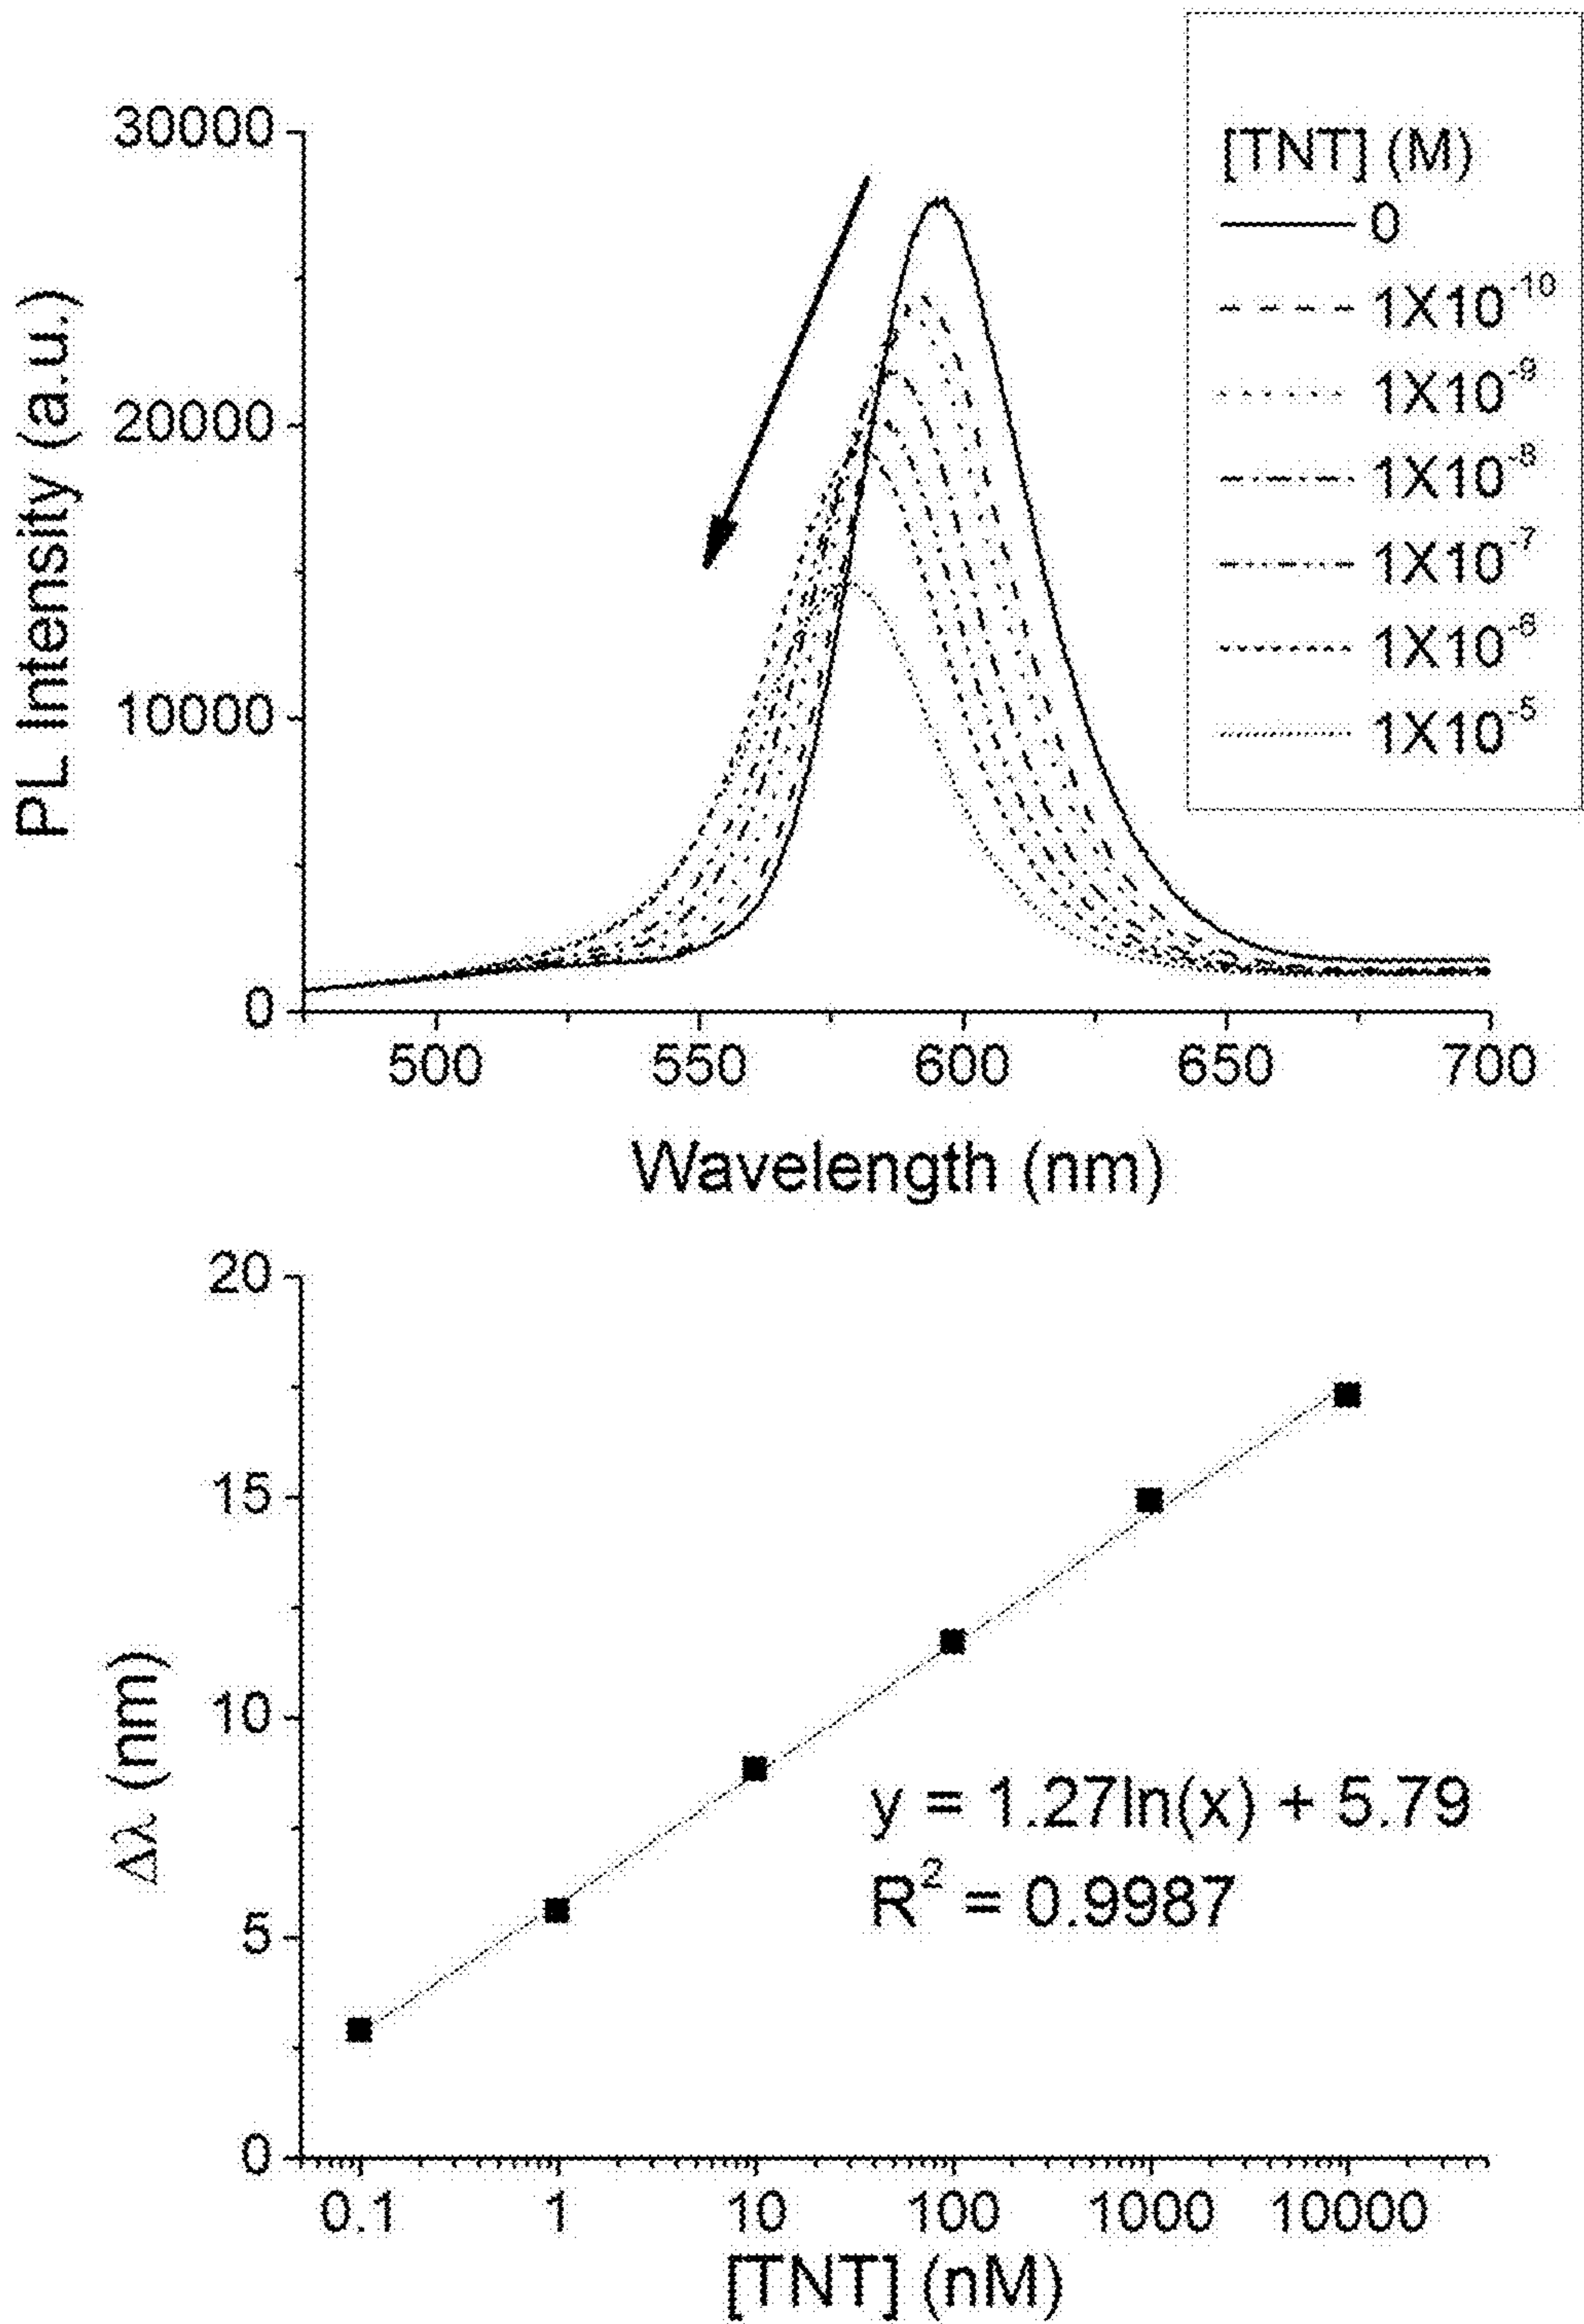 30000
20000
10000
0
PL Intensity (a.u.)
[TNT] (M)
0
1X10⁻¹⁰
1X10⁻⁹
1X10⁻⁸
1X10⁻⁷
1X10⁻⁶
1X10⁻⁵
500 550 600 650 700
Wavelength (nm)
20
15
10
5
0
Δλ (nm)
y = 1.27ln(x) + 5.79
R² = 0.9987
0.1 1 10 100 1000 10000
[TNT] (nM)